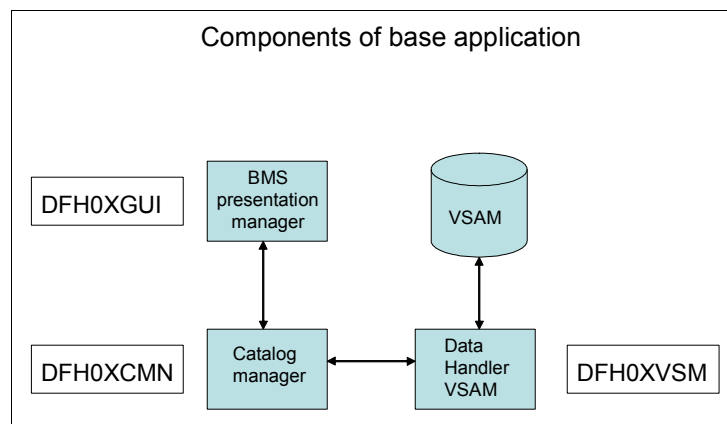 Components of base application
DFH0XGUI
BMS
presentation
manager
VSAM
DFH0XCMN
Catalog
manager
Data
Handler
VSAM
DFH0XVSM